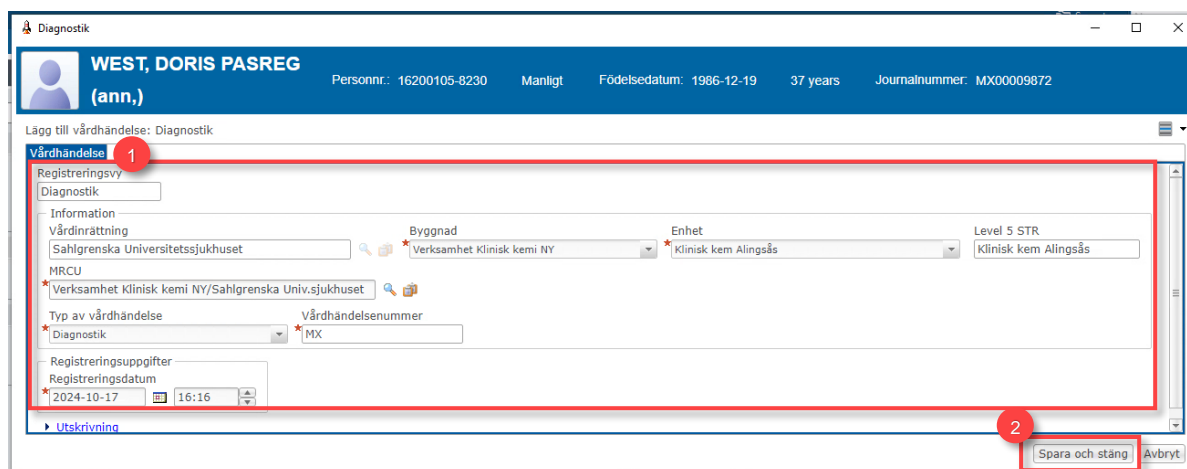 Diagnostik
WEST, DORIS PASREG
(ann,)
Personnr.: 16200105-8230 Manligt Födelsedatum: 1986-12-19 37 years Journalnummer: MX00009872
Lägg till vårdhändelse: Diagnostik
Vårdhändelse
1
Registreringsvy
Diagnostik
Information
Vårdinrättning Byggnad Enhet Level 5 STR
Sahlgrenska Universitetssjukhuset * Verksamhet Klinisk kemi NY * Klinisk kem Alingsås Klinisk kem Alingsås
MRCU
* Verksamhet Klinisk kemi NY/Sahlgrenska Univ.sjukhuset
Typ av vårdhändelse Vårdhändelsenummer
* Diagnostik * MX
Registreringsuppgifter
Registreringsdatum
* 2024-10-17 16:16
Utskrivning
2
Spara och stäng Avbryt